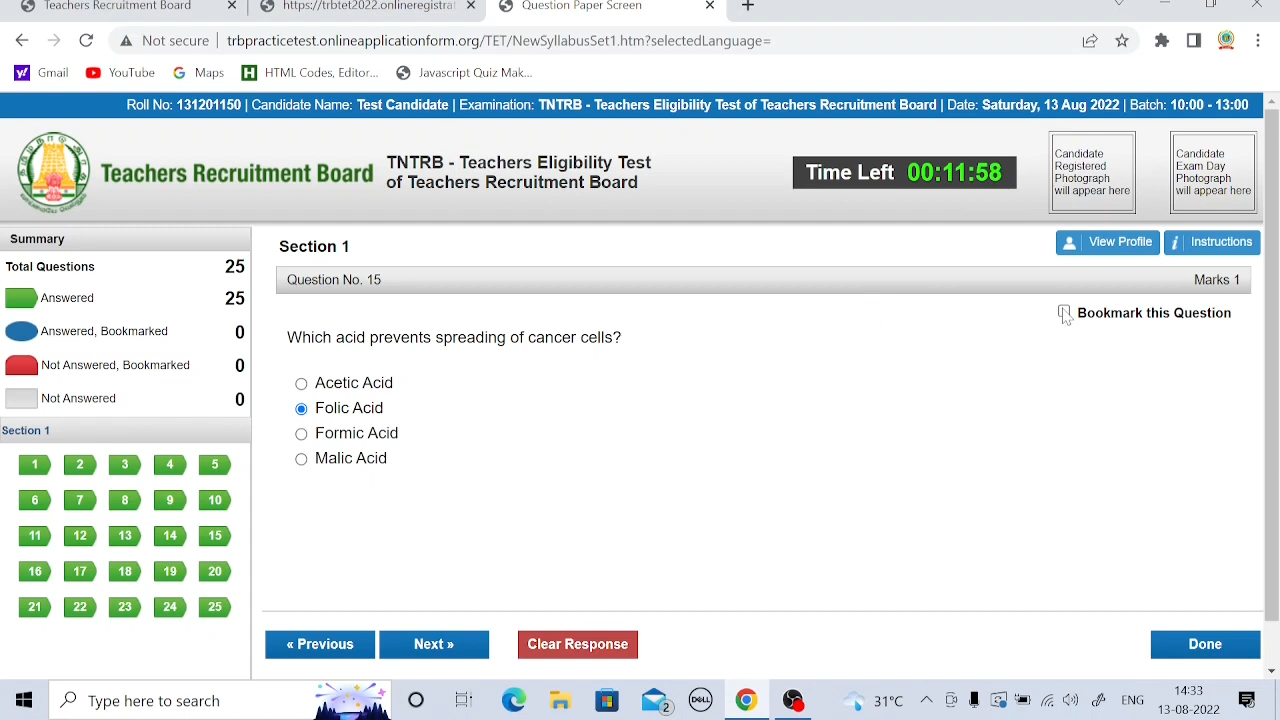 Teachers Recruitment Board
https://trbtet2022.onlineregistrat
Question Paper Screen
Not secure
trbpracticetest.onlineapplicationform.org/TET/NewSyllabusSet1.htm?selectedLanguage=
Gmail
YouTube
Maps
HTML Codes, Editor...
Javascript Quiz Mak...
Roll No: 131201150 | Candidate Name: Test Candidate | Examination: TNTRB - Teachers Eligibility Test of Teachers Recruitment Board | Date: Saturday, 13 Aug 2022 | Batch: 10:00 - 13:00
Teachers Recruitment Board
TNTRB - Teachers Eligibility Test
of Teachers Recruitment Board
Time Left 00:11:58
Candidate
Registered
Photograph
will appear here
Candidate
Exam Day
Photograph
will appear here
Summary
Total Questions 25
Answered 25
Answered, Bookmarked 0
Not Answered, Bookmarked 0
Not Answered 0
Section 1
1 2 3 4 5
6 7 8 9 10
11 12 13 14 15
16 17 18 19 20
21 22 23 24 25
Section 1
View Profile
Instructions
Question No. 15
Marks 1
Bookmark this Question
Which acid prevents spreading of cancer cells?
Acetic Acid
Folic Acid
Formic Acid
Malic Acid
« Previous
Next »
Clear Response
Done
Type here to search
2
DELL
31°C
ENG
14:33
13-08-2022